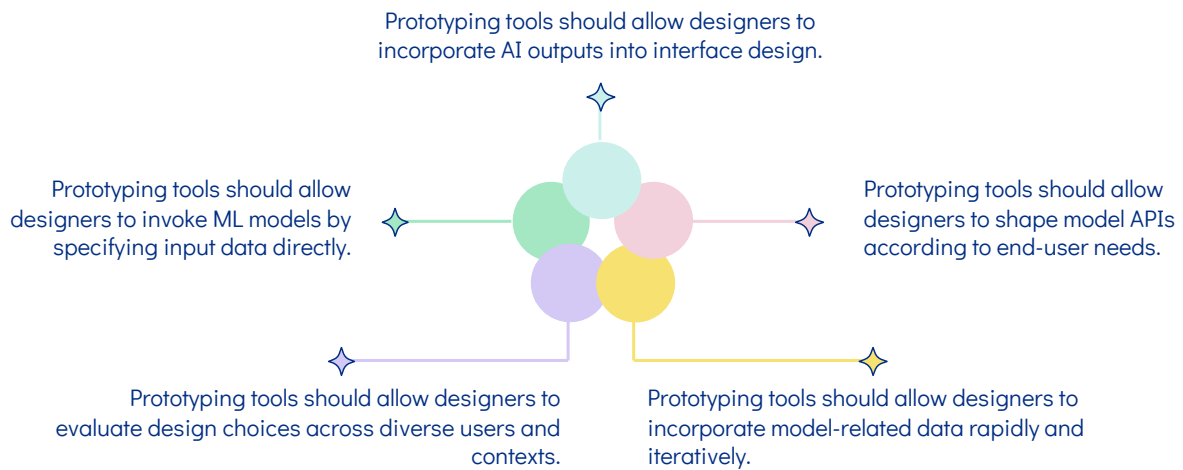 Prototyping tools should allow designers to
incorporate AI outputs into interface design.
Prototyping tools should allow
designers to invoke ML models by
specifying input data directly.
Prototyping tools should allow
designers to shape model APIs
according to end-user needs.
Prototyping tools should allow designers to
evaluate design choices across diverse users and
contexts.
Prototyping tools should allow designers to
incorporate model-related data rapidly and
iteratively.